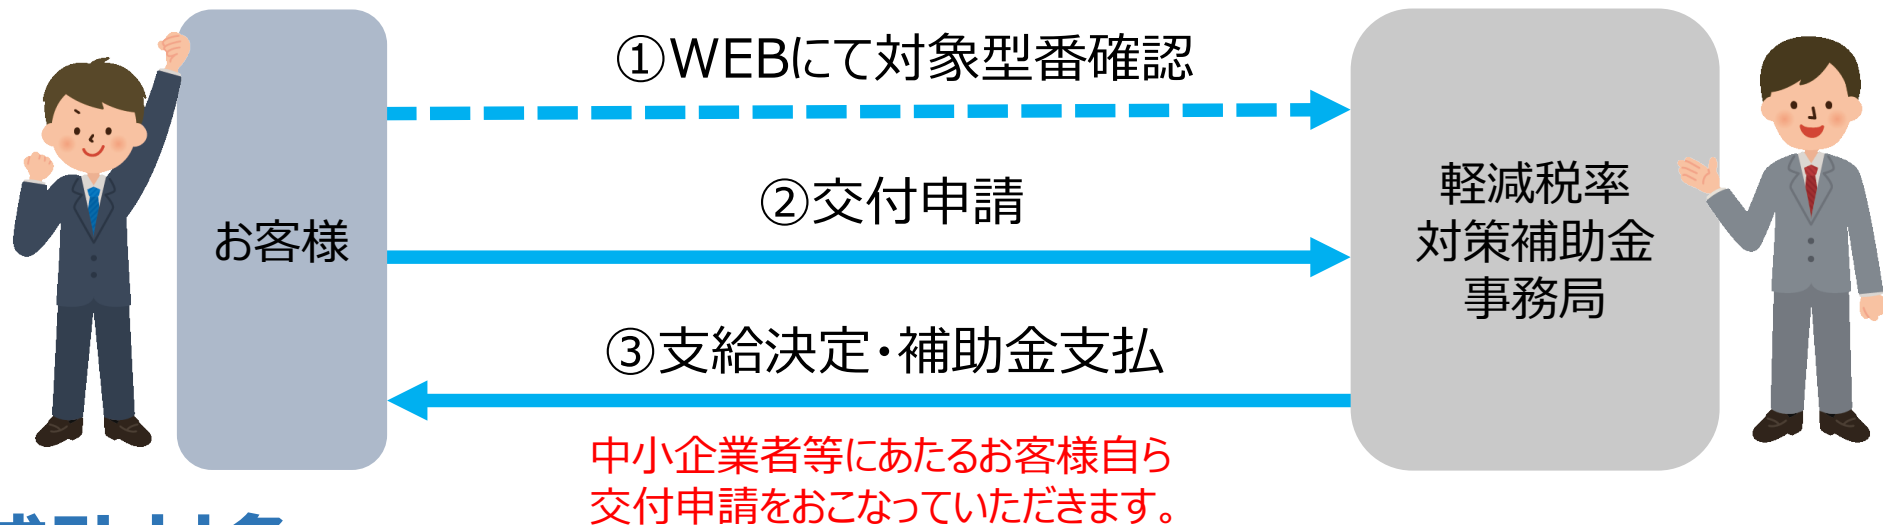 ①WEBにて対象型番確認
②交付申請
お客様
軽減税率
対策補助金
事務局
③支給決定・補助金支払
中小企業者等にあたるお客様自ら
交付申請をおこなっていただきます。